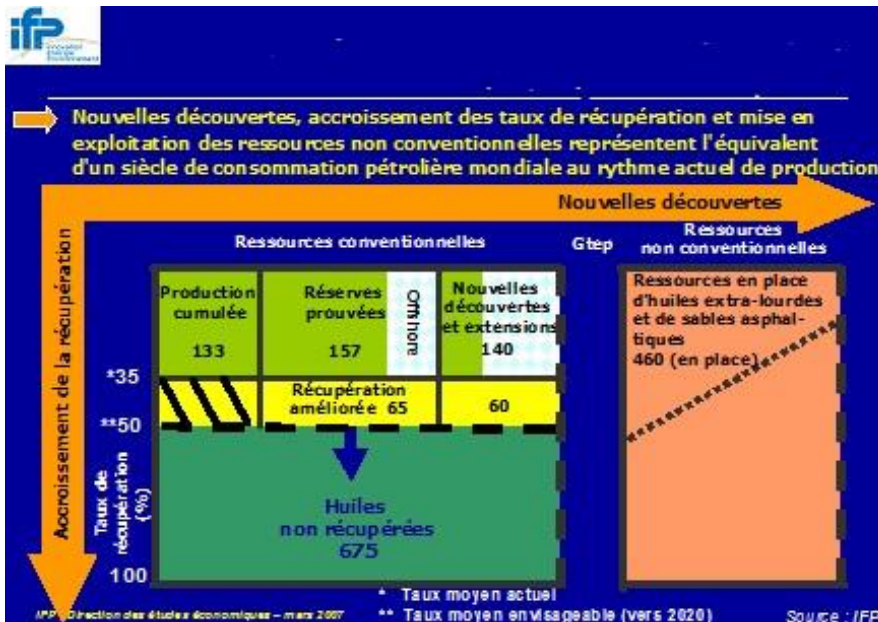 ifp
Innovation
Energie
Environnement
Nouvelles découvertes, accroissement des taux de récupération et mise en
exploitation des ressources non conventionnelles représentent l'équivalent
d'un siècle de consommation pétrolière mondiale au rythme actuel de production
Nouvelles découvertes
Accroissement de la récupération
Ressources conventionnelles
Gtep
Ressources
non conventionnelles
Production
cumulée
133
Réserves
prouvées
157
Offshore
Nouvelles
découvertes
et extensions
140
Ressources en place
d'huiles extra-lourdes
et de sables asphal-
tiques
460 (en place)
*35
Récupération
améliorée 65
60
**50
Taux de
récupération
(%)
Huiles
non récupérées
675
100
* Taux moyen actuel
** Taux moyen envisageable (vers 2020)
IFP / Direction des études économiques – mars 2007
Source : IFP